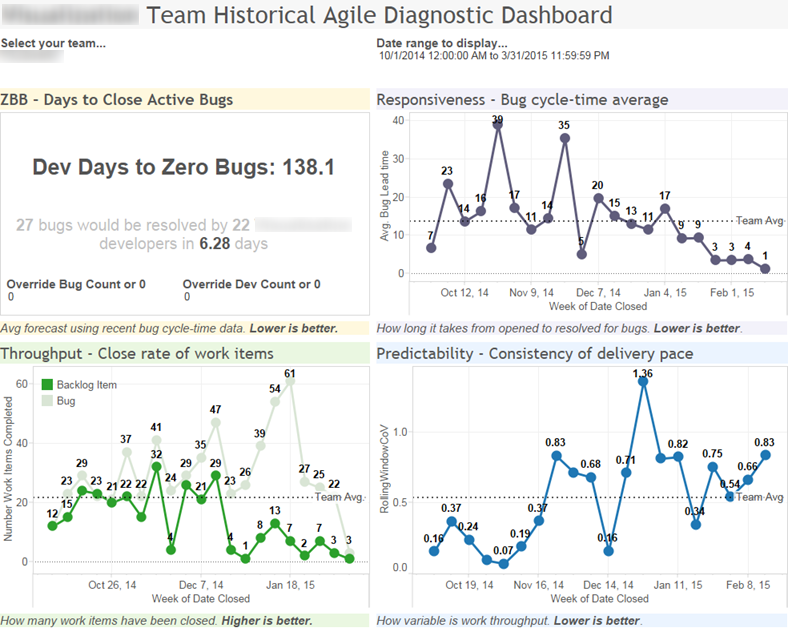 Team Historical Agile Diagnostic Dashboard
Select your team...
Date range to display...
10/1/2014 12:00:00 AM to 3/31/2015 11:59:59 PM
ZBB - Days to Close Active Bugs
Dev Days to Zero Bugs: 138.1
27 bugs would be resolved by 22
developers in 6.28 days
Override Bug Count or 0
0
Override Dev Count or 0
0
Avg forecast using recent bug cycle-time data. Lower is better.
Responsiveness - Bug cycle-time average
Avg. Bug Lead time
40
30
20
10
0
7
23
14
16
39
17
11
14
35
5
20
15
13
11
17
9
9
3
3
4
1
Team Avg
Oct 12, 14
Nov 9, 14
Dec 7, 14
Jan 4, 15
Feb 1, 15
Week of Date Closed
How long it takes from opened to resolved for bugs. Lower is better.
Throughput - Close rate of work items
Backlog Item
Bug
Number Work Items Completed
60
40
20
0
12
15
23
29
23
21
37
22
22
41
32
24
4
29
21
35
47
29
23
4
26
1
39
8
54
13
61
7
27
2
25
7
22
3
3
Team Avg.
Oct 26, 14
Dec 7, 14
Jan 18, 15
Week of Date Closed
How many work items have been closed. Higher is better.
Predictability - Consistency of delivery pace
RollingWindowCoV
1.0
0.5
0.0
0.16
0.37
0.24
0.07
0.19
0.37
0.83
0.68
0.16
0.71
1.36
0.82
0.34
0.75
0.54
0.66
0.83
Team Avg
Oct 19, 14
Nov 16, 14
Dec 14, 14
Jan 11, 15
Feb 8, 15
Week of Date Closed
How variable is work throughput. Lower is better.